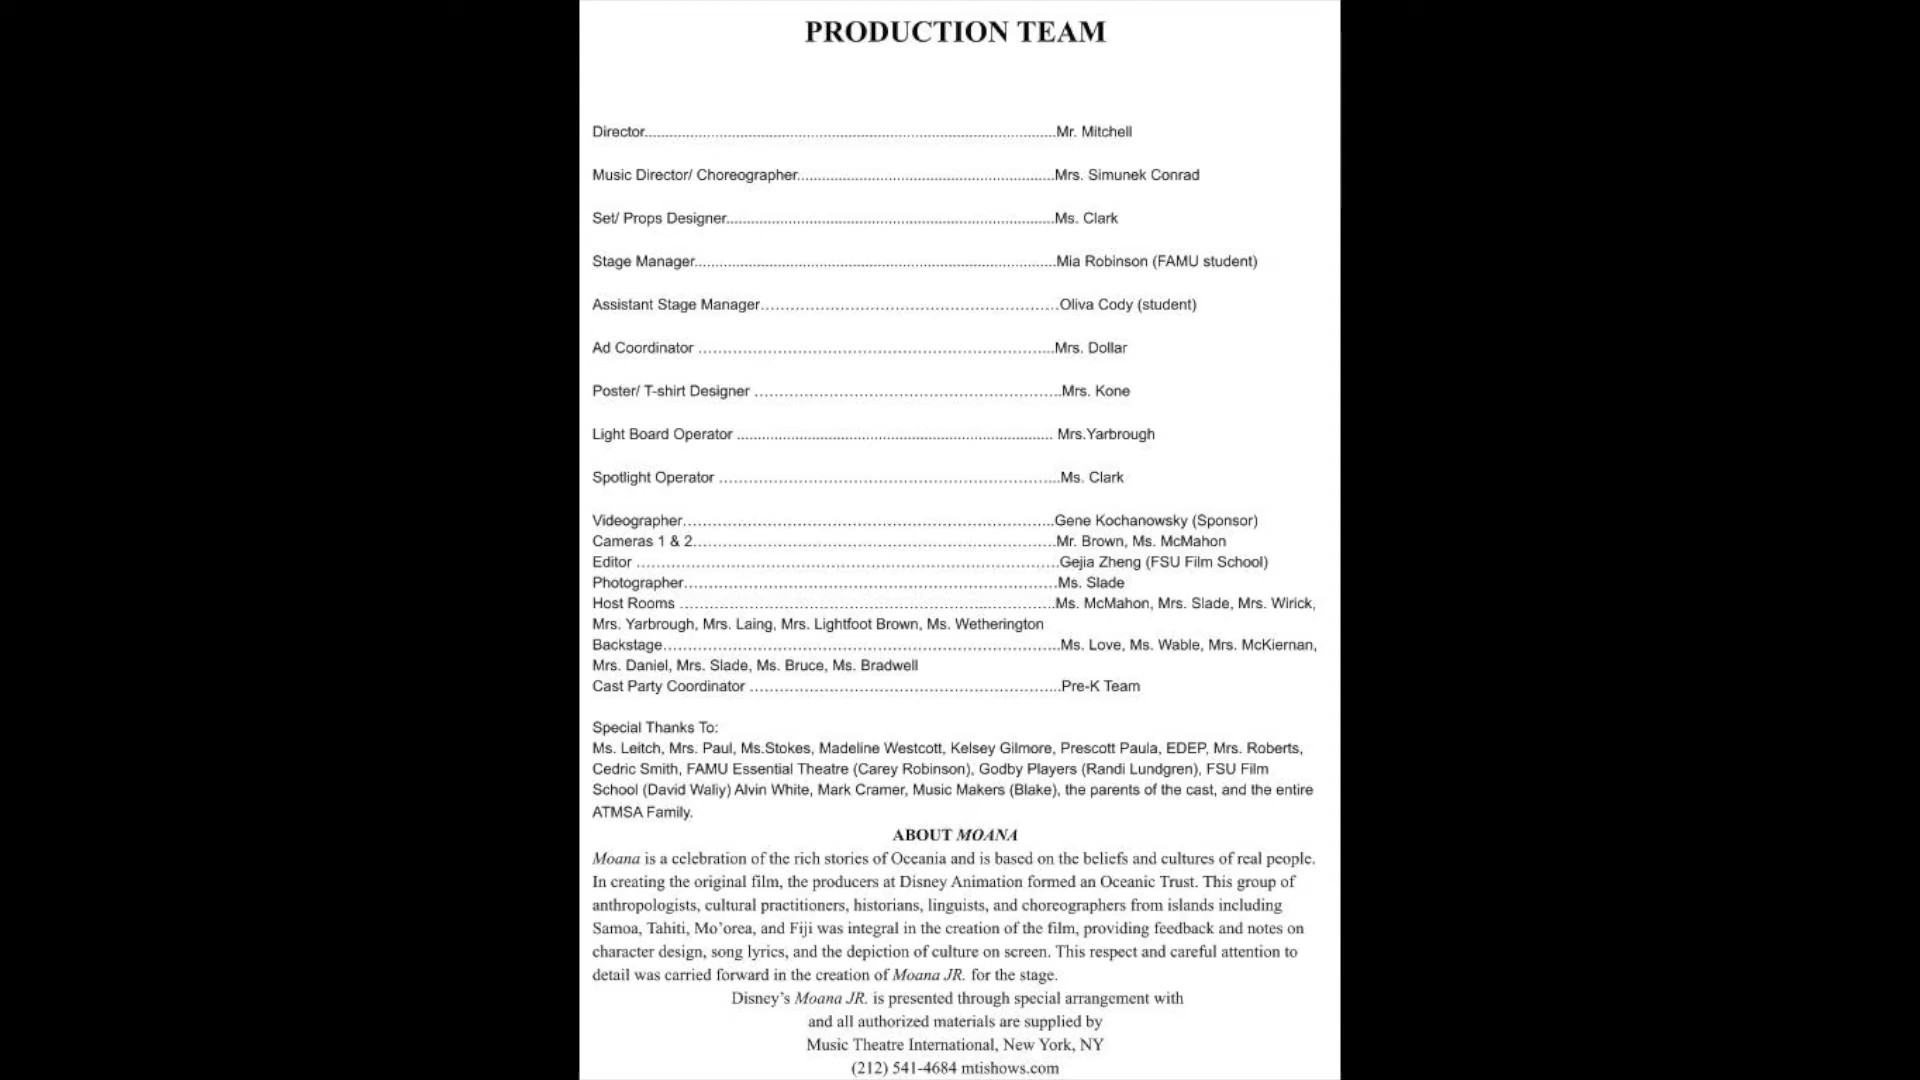 PRODUCTION TEAM
Director....................................................................................................Mr. Mitchell
Music Director/ Choreographer...............................................................Mrs. Simunek Conrad
Set/ Props Designer................................................................................Ms. Clark
Stage Manager........................................................................................Mia Robinson (FAMU student)
Assistant Stage Manager…………………………………………………..Oliva Cody (student)
Ad Coordinator ……………………………………………………………...Mrs. Dollar
Poster/ T-shirt Designer …………………………………………………..Mrs. Kone
Light Board Operator ............................................................................. Mrs.Yarbrough
Spotlight Operator …………………………………………………………...Ms. Clark
Videographer………………………………………………………………..Gene Kochanowsky (Sponsor)
Cameras 1 & 2………………………………………………………………Mr. Brown, Ms. McMahon
Editor ………………………………………………………………………..Gejia Zheng (FSU Film School)
Photographer………………………………………………………………..Ms. Slade
Host Rooms …………………………………………………...……………Ms. McMahon, Mrs. Slade, Mrs. Wirick,
Mrs. Yarbrough, Mrs. Laing, Mrs. Lightfoot Brown, Ms. Wetherington
Backstage……………………………………………………………………..Ms. Love, Ms. Wable, Mrs. McKiernan,
Mrs. Daniel, Mrs. Slade, Ms. Bruce, Ms. Bradwell
Cast Party Coordinator ……………………………………………………..Pre-K Team
Special Thanks To:
Ms. Leitch, Mrs. Paul, Ms.Stokes, Madeline Westcott, Kelsey Gilmore, Prescott Paula, EDEP, Mrs. Roberts,
Cedric Smith, FAMU Essential Theatre (Carey Robinson), Godby Players (Randi Lundgren), FSU Film
School (David Waliy) Alvin White, Mark Cramer, Music Makers (Blake), the parents of the cast, and the entire
ATMSA Family.
ABOUT MOANA
Moana is a celebration of the rich stories of Oceania and is based on the beliefs and cultures of real people.
In creating the original film, the producers at Disney Animation formed an Oceanic Trust. This group of
anthropologists, cultural practitioners, historians, linguists, and choreographers from islands including
Samoa, Tahiti, Mo’orea, and Fiji was integral in the creation of the film, providing feedback and notes on
character design, song lyrics, and the depiction of culture on screen. This respect and careful attention to
detail was carried forward in the creation of Moana JR. for the stage.
Disney’s Moana JR. is presented through special arrangement with
and all authorized materials are supplied by
Music Theatre International, New York, NY
(212) 541-4684 mtishows.com